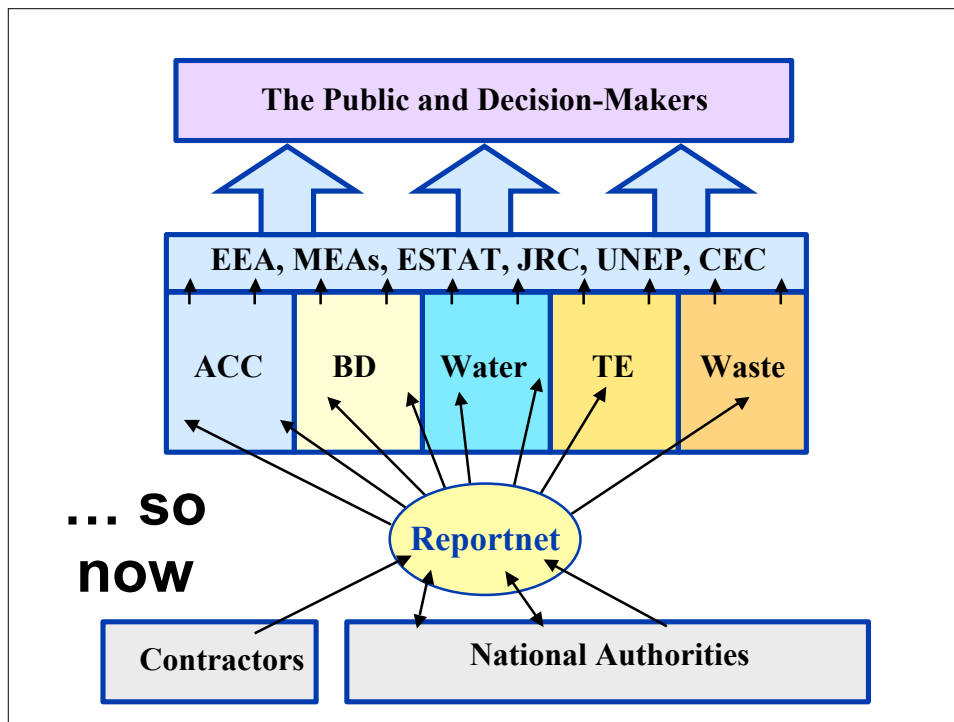 The Public and Decision-Makers
EEA, MEAs, ESTAT, JRC, UNEP, CEC
ACC
BD
Water
TE
Waste
… so
now
Reportnet
Contractors
National Authorities